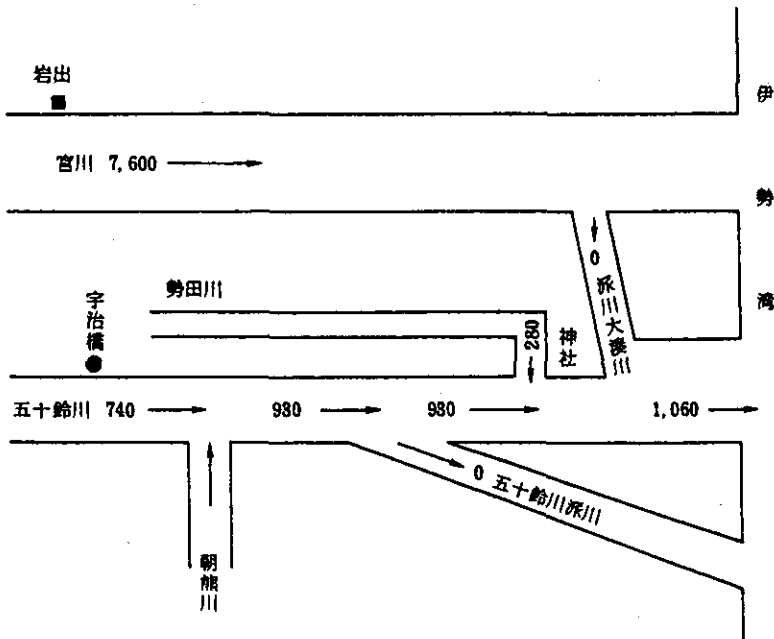 岩出
伊勢湾
宮川 7,600
0 派川大湊川
勢田川
宇治橋
280
神社
五十鈴川 740
930
930
1,060
0 五十鈴川派川
朝熊川